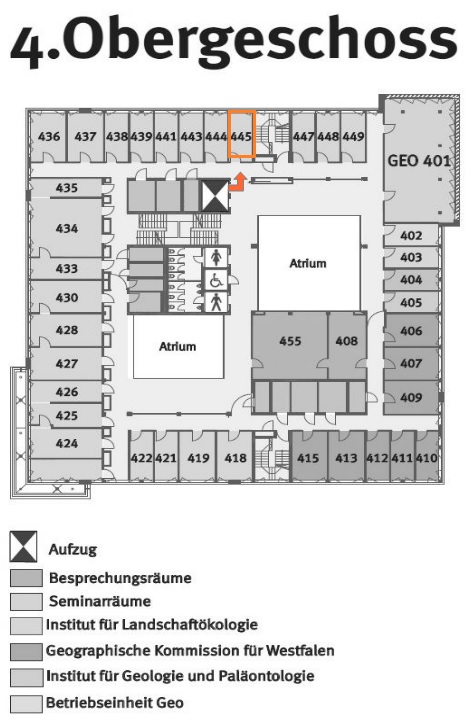 4.Obergeschoss
436 437 438 439 441 443 444 445 447 448 449
GEO 401
435
434
433
430
428
427
426
425
424
402
403
404
405
406
407
409
Atrium
Atrium
455 408
422 421 419 418 415 413 412 411 410
Aufzug
Besprechungsräume
Seminarräume
Institut für Landschaftökologie
Geographische Kommission für Westfalen
Institut für Geologie und Paläontologie
Betriebseinheit Geo